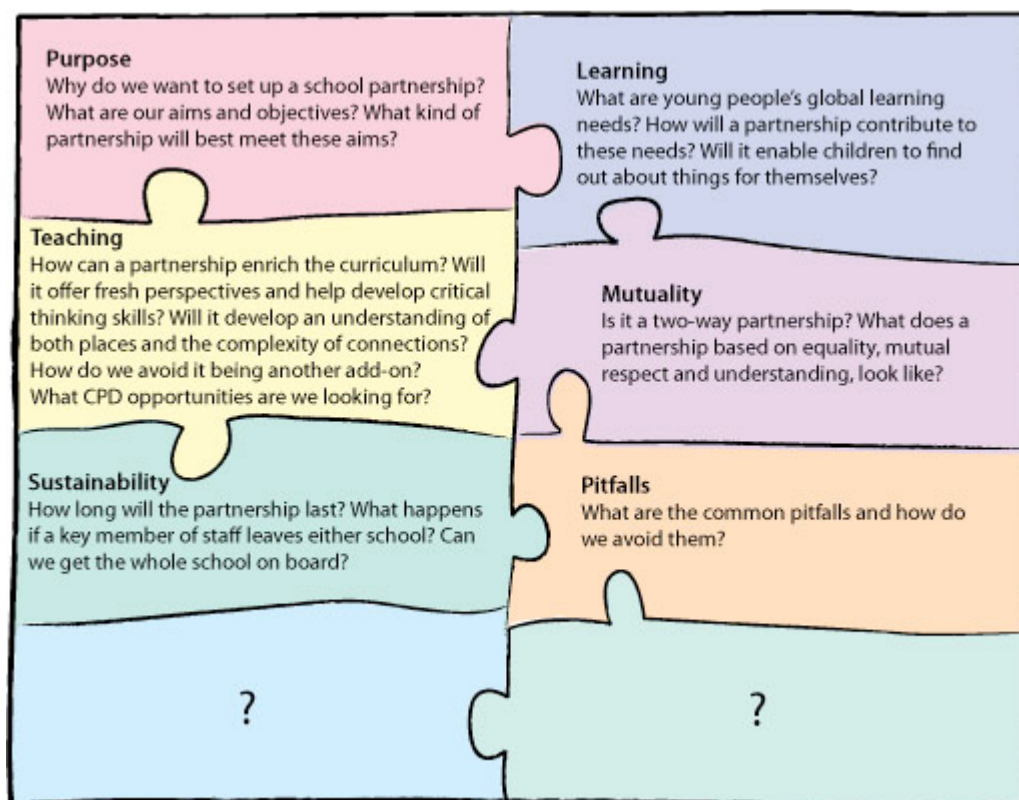 Purpose
Why do we want to set up a school partnership?
What are our aims and objectives? What kind of
partnership will best meet these aims?
Learning
What are young people's global learning
needs? How will a partnership contribute to
these needs? Will it enable children to find
out about things for themselves?
Teaching
How can a partnership enrich the curriculum? Will
it offer fresh perspectives and help develop critical
thinking skills? Will it develop an understanding of
both places and the complexity of connections?
How do we avoid it being another add-on?
What CPD opportunities are we looking for?
Mutuality
Is it a two-way partnership? What does a
partnership based on equality, mutual
respect and understanding, look like?
Sustainability
How long will the partnership last? What happens
if a key member of staff leaves either school? Can
we get the whole school on board?
Pitfalls
What are the common pitfalls and how do
we avoid them?
?
?